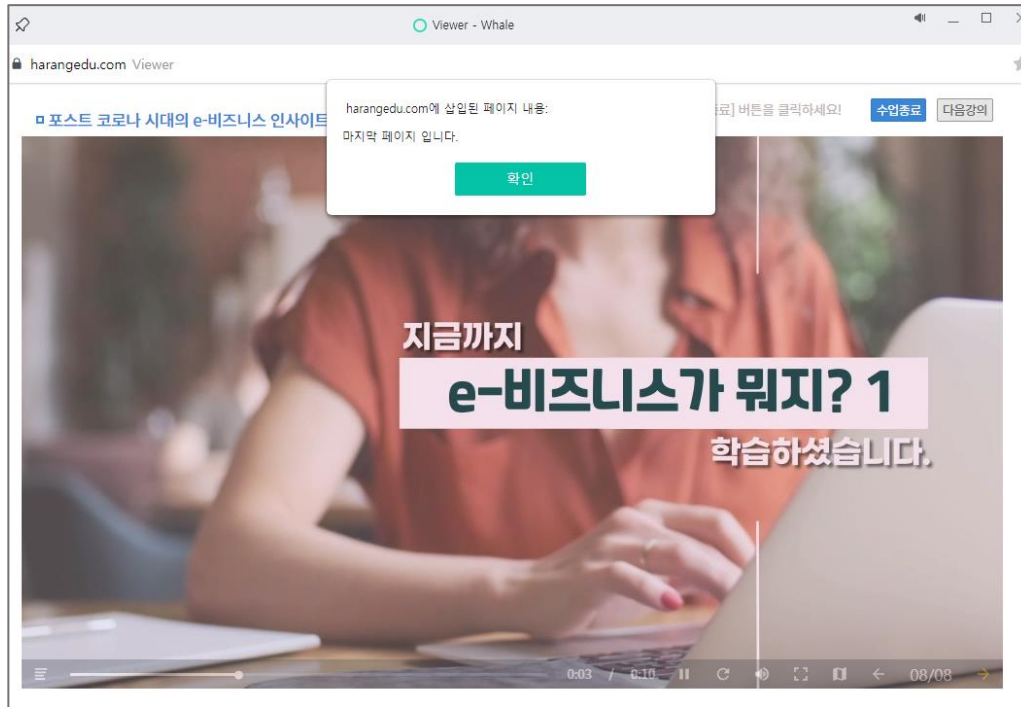 Viewer - Whale
harangedu.com Viewer
포스트 코로나 시대의 e-비즈니스 인사이트
료] 버튼을 클릭하세요!
수업종료
다음강의
harangedu.com에 삽입된 페이지 내용:
마지막 페이지 입니다.
확인
지금까지
e-비즈니스가 뭐지? 1
학습하셨습니다.
0:03 / 0:10
08/08